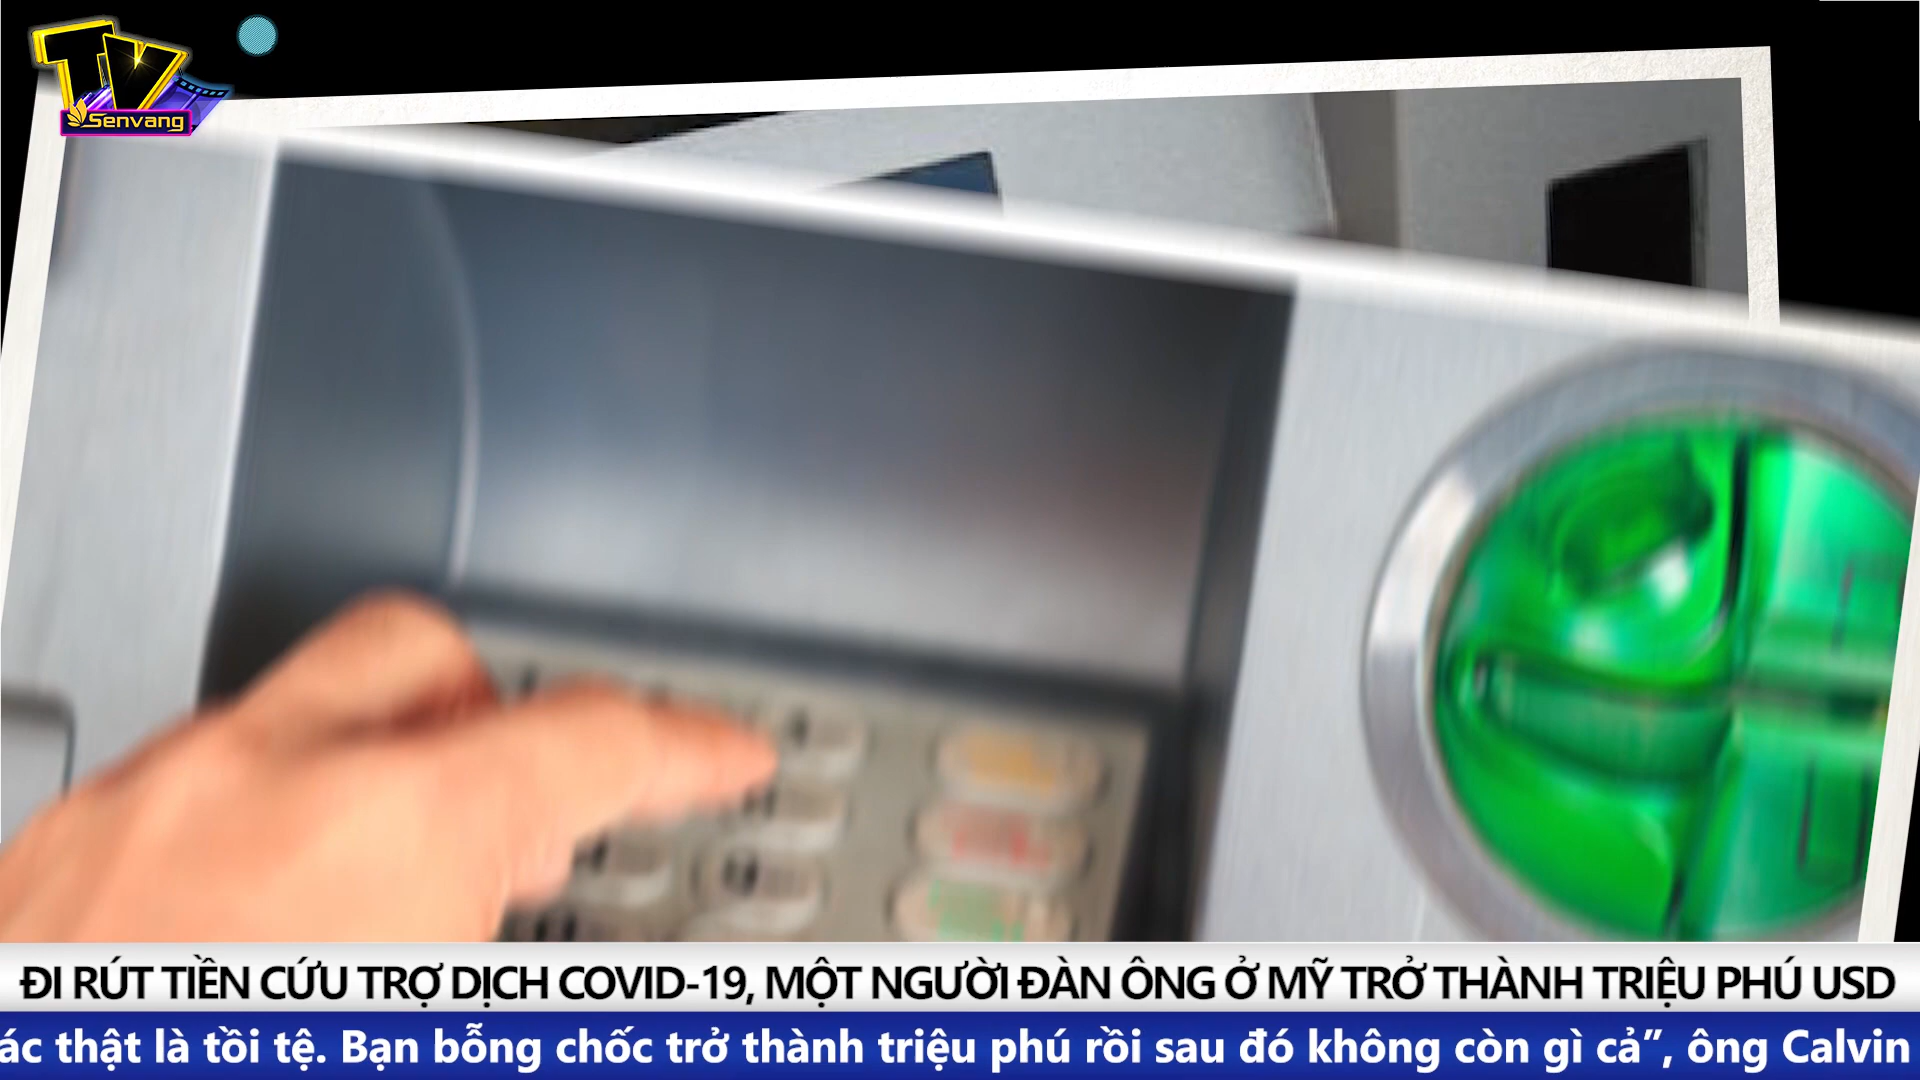 TV
Senvang
ĐI RÚT TIỀN CỨU TRỢ DỊCH COVID-19, MỘT NGƯỜI ĐÀN ÔNG Ở MỸ TRỞ THÀNH TRIỆU PHÚ USD
ác thật là tồi tệ. Bạn bỗng chốc trở thành triệu phú rồi sau đó không còn gì cả”, ông Calvin